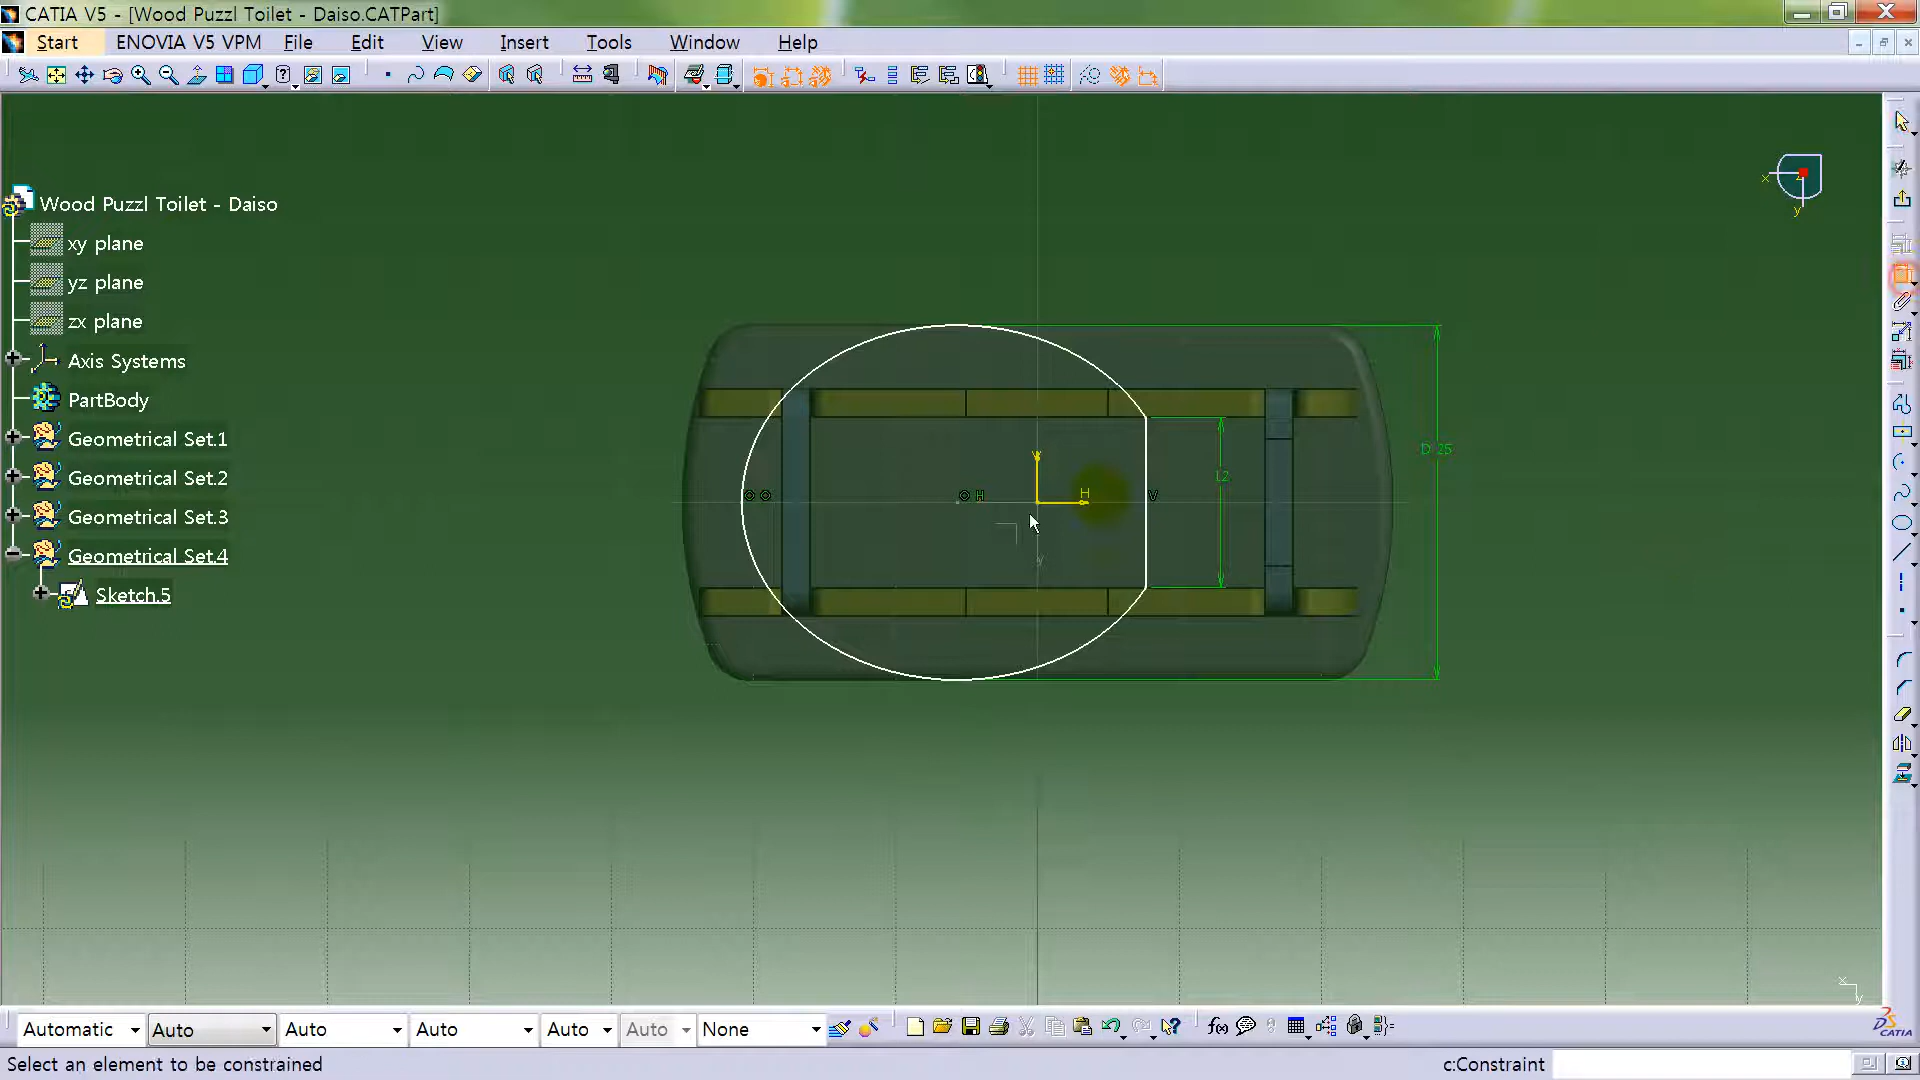 CATIA V5 - [Wood Puzzl Toilet - Daiso.CATPart]
Start ENOVIA V5 VPM File Edit View Insert Tools Window Help
x
y
Wood Puzzl Toilet - Daiso
xy plane
yz plane
zx plane
Axis Systems
PartBody
Geometrical Set.1
Geometrical Set.2
Geometrical Set.3
Geometrical Set.4
Sketch.5
D 25
12
V
H
H
V
y
x
y
Automatic Auto Auto Auto Auto Auto None
f(x)
CATIA
Select an element to be constrained
c:Constraint